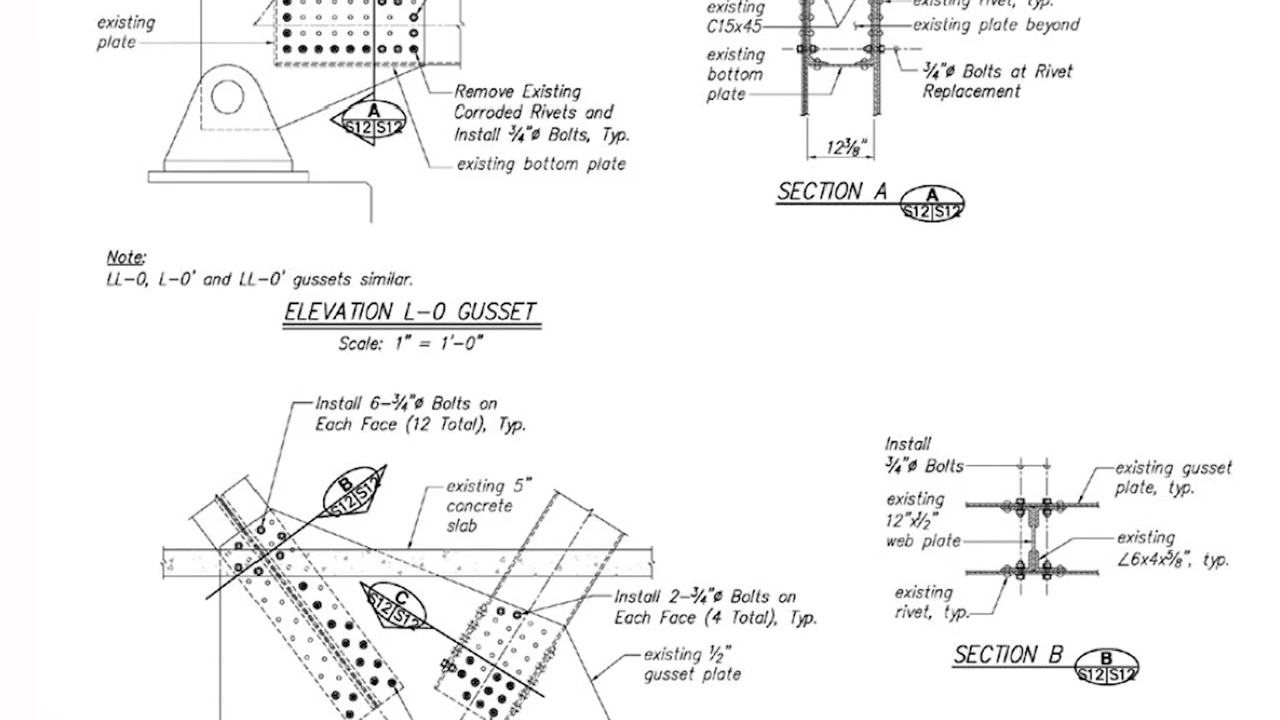 existing
plate
Remove Existing
Corroded Rivets and
Install ¾"ø Bolts, Typ.
existing bottom plate
A
S12|S12
existing
C15x45
existing rivet, typ.
existing plate beyond
existing
bottom
plate
¾"ø Bolts at Rivet
Replacement
12⅜"
SECTION A
A
S12|S12
Note:
LL-0, L-0' and LL-0' gussets similar.
ELEVATION L-0 GUSSET
Scale: 1" = 1'-0"
Install 6-¾"ø Bolts on
Each Face (12 Total), Typ.
B
S12|S12
existing 5"
concrete
slab
C
S12|S12
Install 2-¾"ø Bolts on
Each Face (4 Total), Typ.
existing ½"
gusset plate
Install
¾"ø Bolts
existing gusset
plate, typ.
existing
12"x½"
web plate
existing
∠6x4x⅝", typ.
existing
rivet, typ.
SECTION B
B
S12|S12